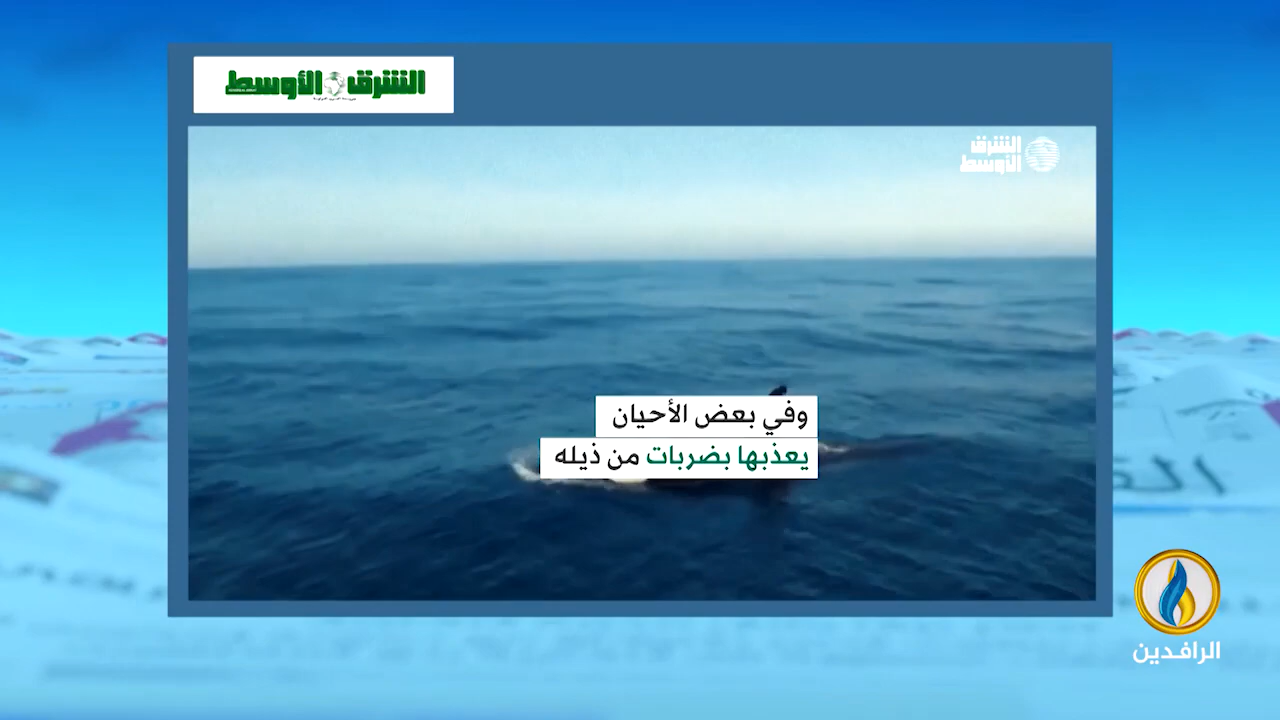 الشرق الأوسط
الشرق
الأوسط
وفي بعض الأحيان
يعذبها بضربات من ذيله
الرافدين